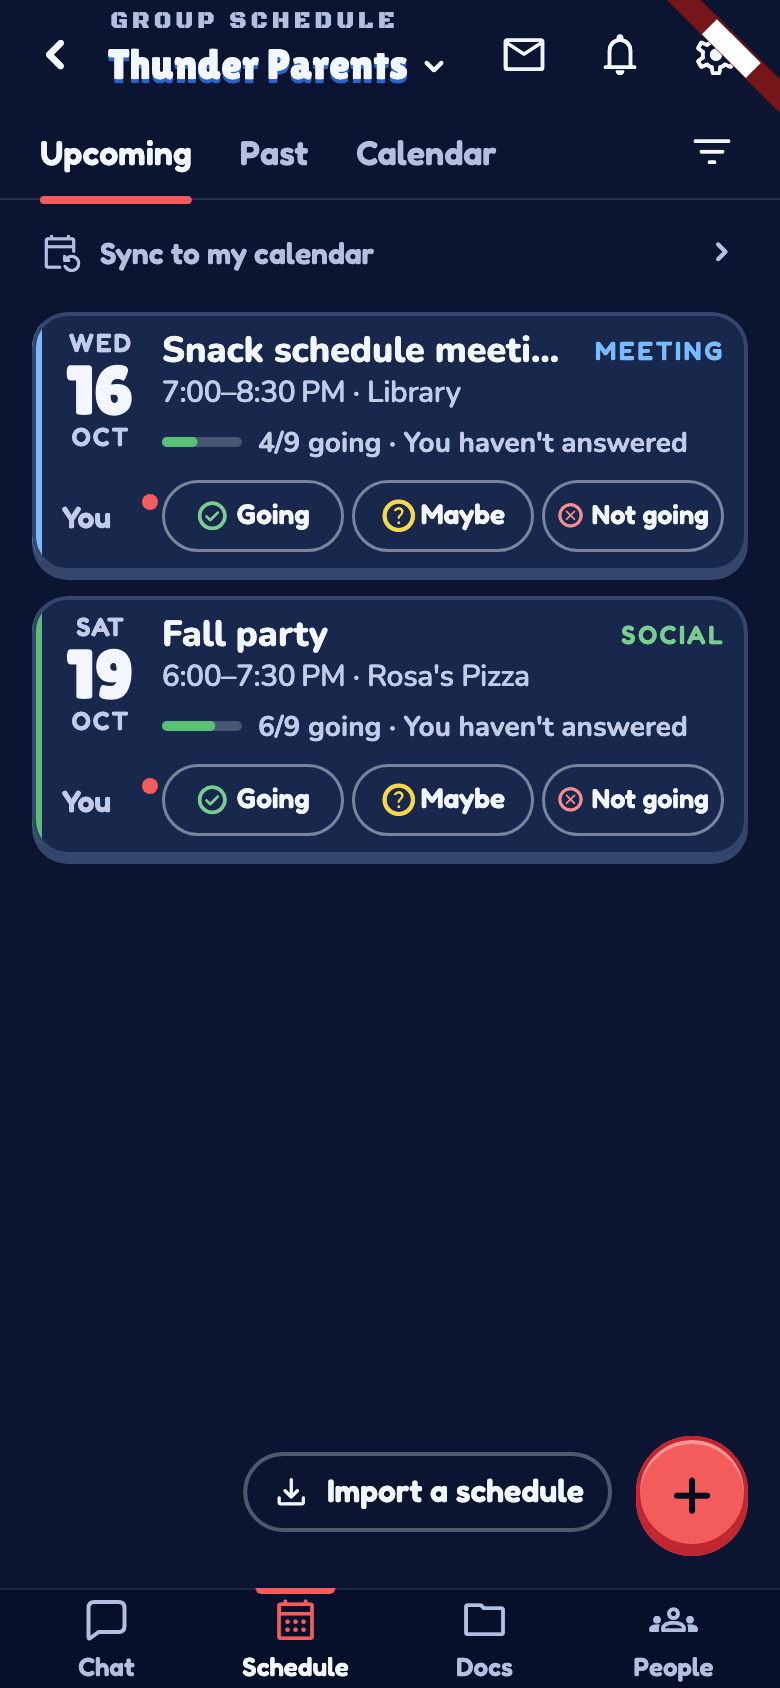 GROUP SCHEDULE
Thunder Parents
Upcoming Past Calendar
Sync to my calendar
WED
16
OCT
Snack schedule meeti... MEETING
7:00–8:30 PM · Library
4/9 going · You haven't answered
You Going Maybe Not going
SAT
19
OCT
Fall party SOCIAL
6:00–7:30 PM · Rosa's Pizza
6/9 going · You haven't answered
You Going Maybe Not going
Import a schedule
Chat Schedule Docs People